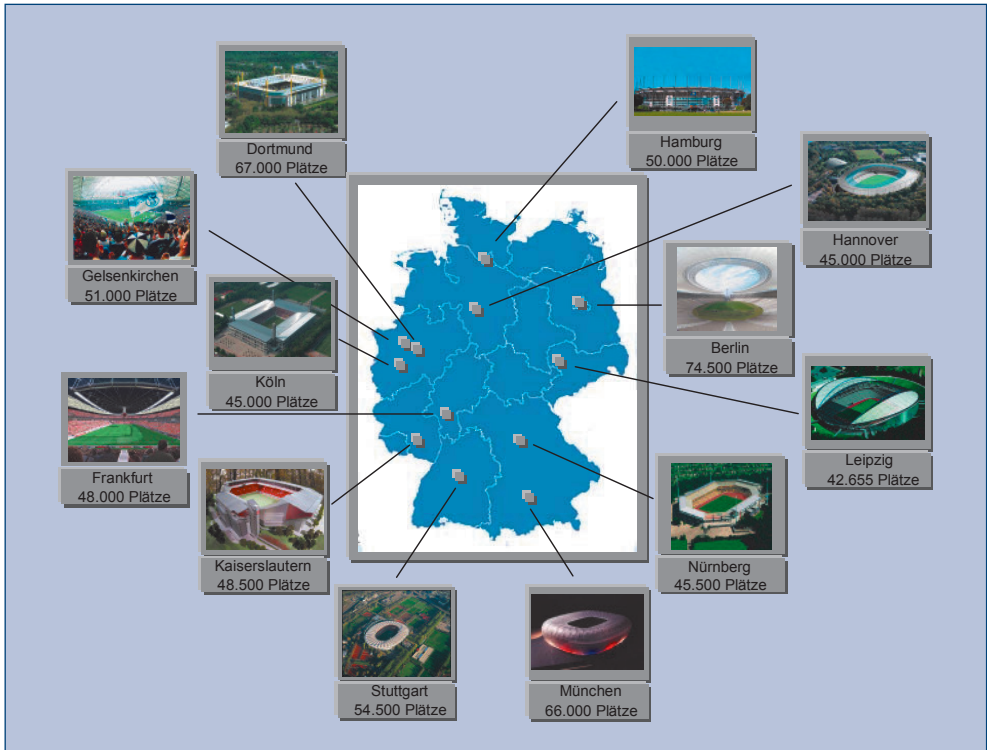 Dortmund
67.000 Plätze
Hamburg
50.000 Plätze
Hannover
45.000 Plätze
Gelsenkirchen
51.000 Plätze
Köln
45.000 Plätze
Berlin
74.500 Plätze
Frankfurt
48.000 Plätze
Leipzig
42.655 Plätze
Kaiserslautern
48.500 Plätze
Nürnberg
45.500 Plätze
Stuttgart
54.500 Plätze
München
66.000 Plätze